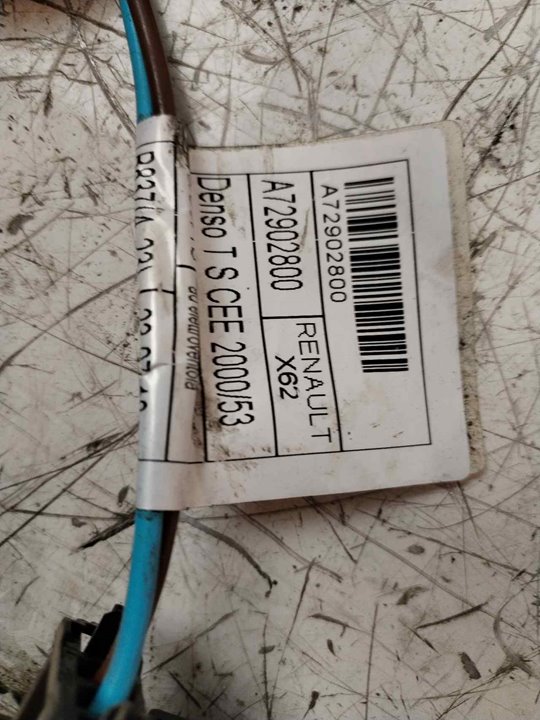 A72902800
A72902800
RENAULT
X62
Denso T S CEE 2000/53